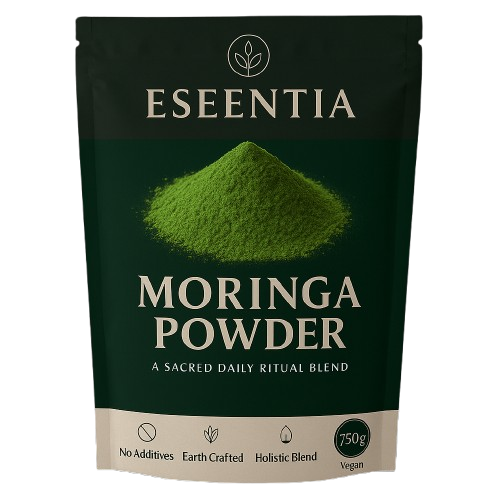 ESEENTIA
MORINGA
POWDER
A SACRED DAILY RITUAL BLEND
No Additives Earth Crafted Holistic Blend 750g
Vegan